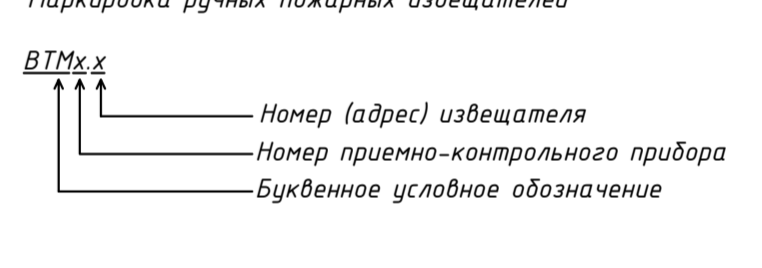 Маркировка ручных пожарных извещателей
ВТМх.х
Номер (адрес) извещателя
Номер приемно-контрольного прибора
Буквенное условное обозначение